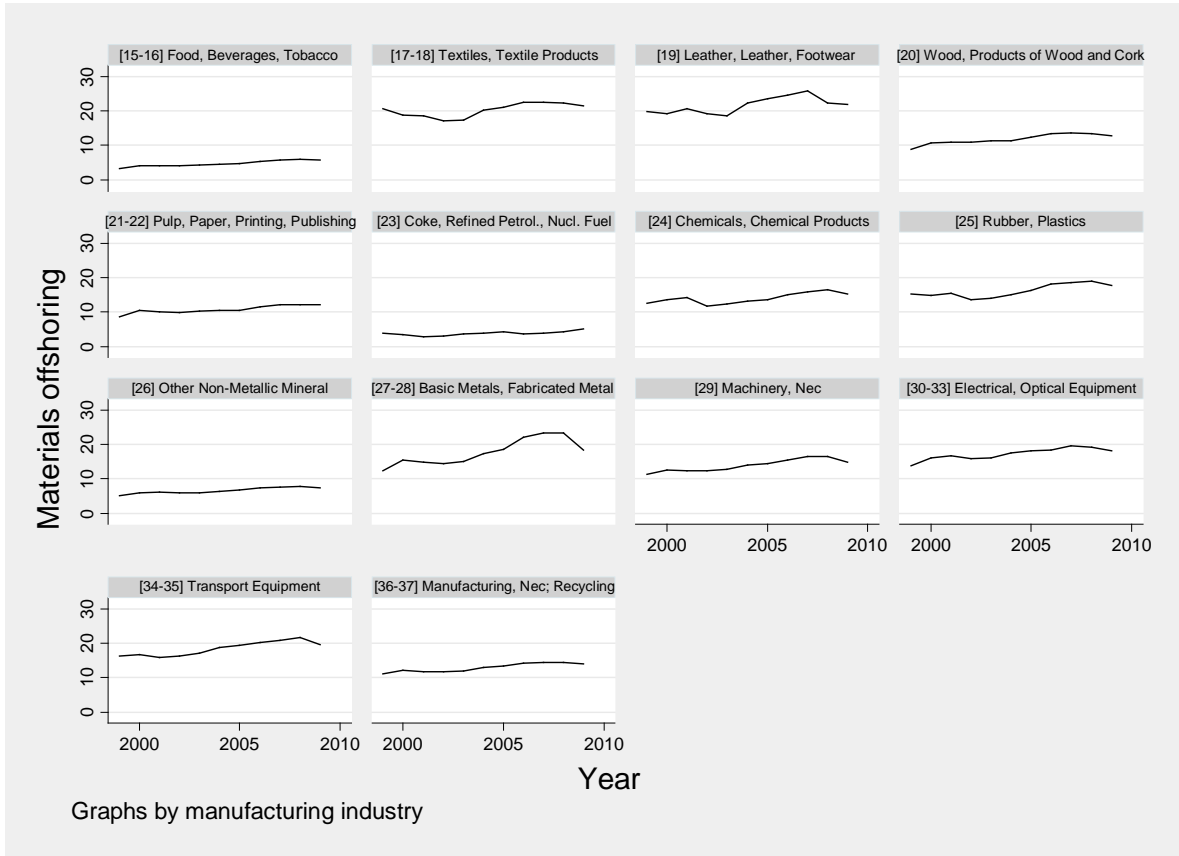 [15-16] Food, Beverages, Tobacco
[17-18] Textiles, Textile Products
[19] Leather, Leather, Footwear
[20] Wood, Products of Wood and Cork
30
20
10
0
[21-22] Pulp, Paper, Printing, Publishing
[23] Coke, Refined Petrol., Nucl. Fuel
[24] Chemicals, Chemical Products
[25] Rubber, Plastics
30
20
10
0
Materials offshoring
[26] Other Non-Metallic Mineral
[27-28] Basic Metals, Fabricated Metal
[29] Machinery, Nec
[30-33] Electrical, Optical Equipment
30
20
10
0
2000 2005 2010
2000 2005 2010
[34-35] Transport Equipment
[36-37] Manufacturing, Nec; Recycling
30
20
10
0
2000 2005 2010
2000 2005 2010
Year
Graphs by manufacturing industry